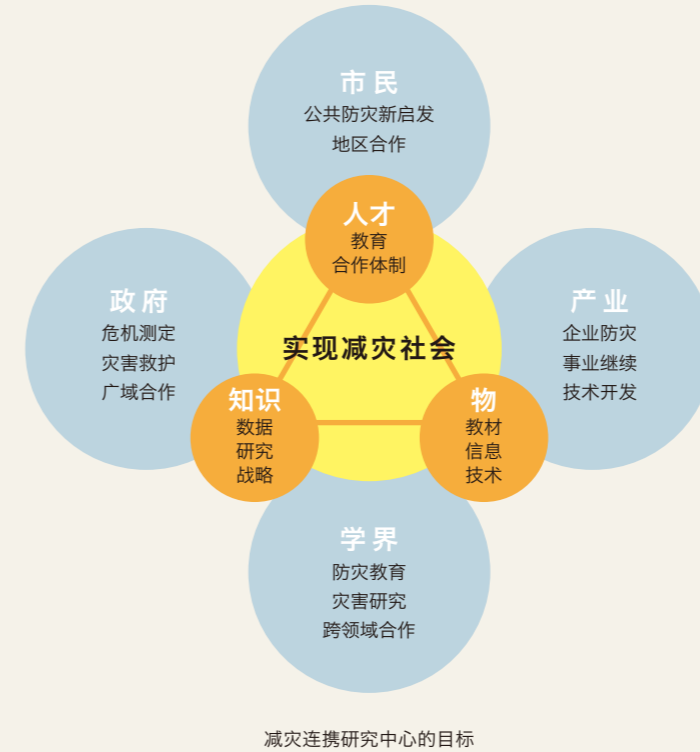 市民
公共防灾新启发
地区合作
人才
教育
合作体制
政府
危机测定
灾害救护
广域合作
实现减灾社会
产业
企业防灾
事业继续
技术开发
知识
数据
研究
战略
物
教材
信息
技术
学界
防灾教育
灾害研究
跨领域合作
减灾连携研究中心的目标